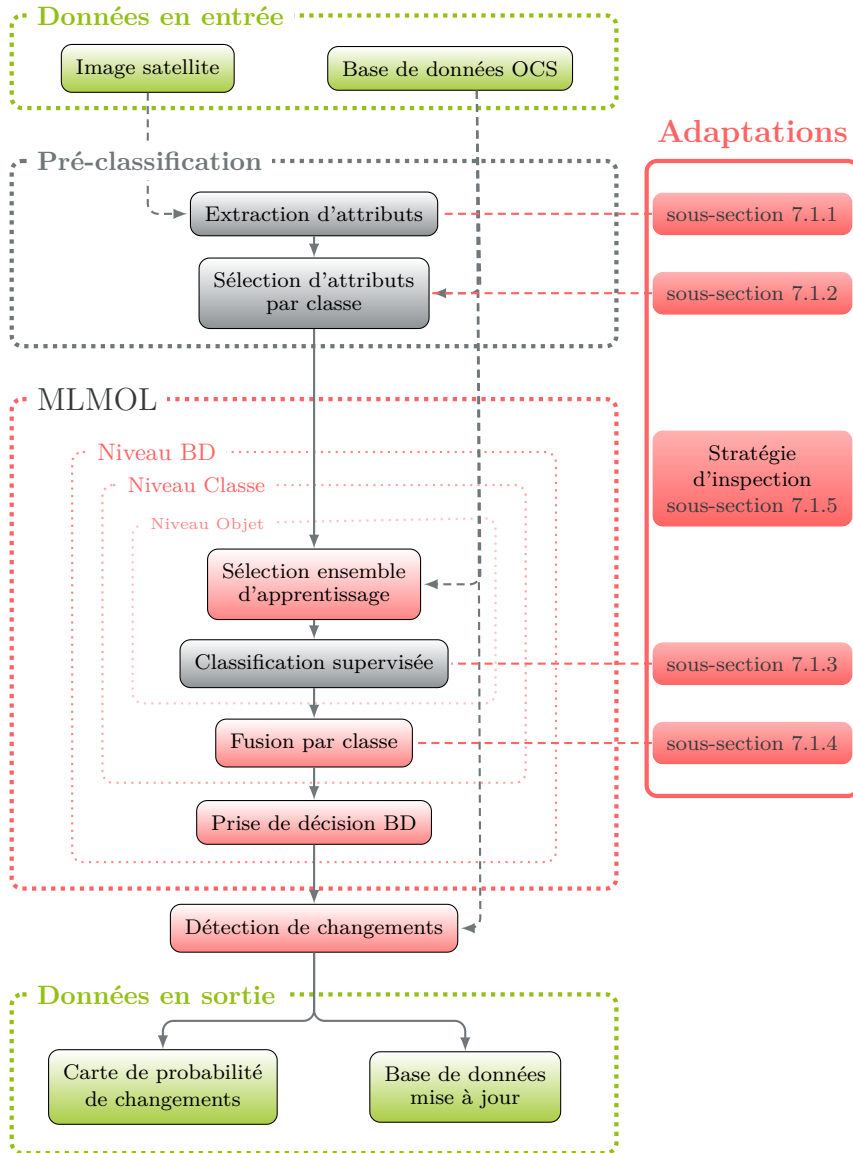 Données en entrée
Image satellite
Base de données OCS
Adaptations
Pré-classification
Extraction d'attributs
sous-section 7.1.1
Sélection d'attributs
par classe
sous-section 7.1.2
MLMOL
Niveau BD
Niveau Classe
Niveau Objet
Stratégie
d'inspection
sous-section 7.1.5
Sélection ensemble
d'apprentissage
Classification supervisée
sous-section 7.1.3
Fusion par classe
sous-section 7.1.4
Prise de décision BD
Détection de changements
Données en sortie
Carte de probabilité
de changements
Base de données
mise à jour